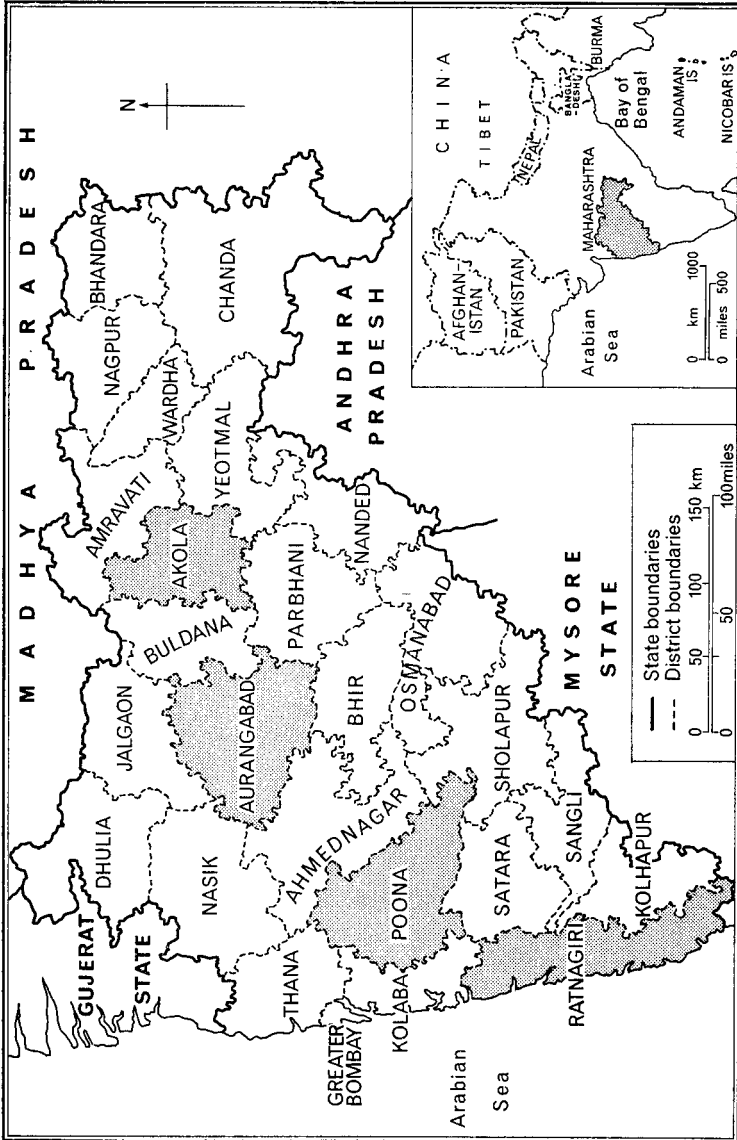 MADHYA PRADESH
GUJERAT
STATE
DHULIA
JALGAON
BULDANA
AMRAVATI
AKOLA
NAGPUR
WARDHA
BHANDARA
YEOTMAL
CHANDA
NASIK
AURANGABAD
PARBHANI
NANDED
ANDHRA
PRADESH
THANA
GREATER
BOMBAY
AHMEDNAGAR
BHIR
OSMANABAD
KOLABA
POONA
SHOLAPUR
SATARA
SANGLI
RATNAGIRI
KOLHAPUR
MYSORE
STATE
Arabian
Sea
N
State boundaries
District boundaries
0 50 100 150 km
0 50 100 miles
CHINA
TIBET
AFGHAN-
ISTAN
PAKISTAN
NEPAL
BANGLA
-DESH
BURMA
MAHARASHTRA
Bay of
Bengal
ANDAMAN
IS
NICOBAR IS
Arabian
Sea
0 km 1000
0 miles 500